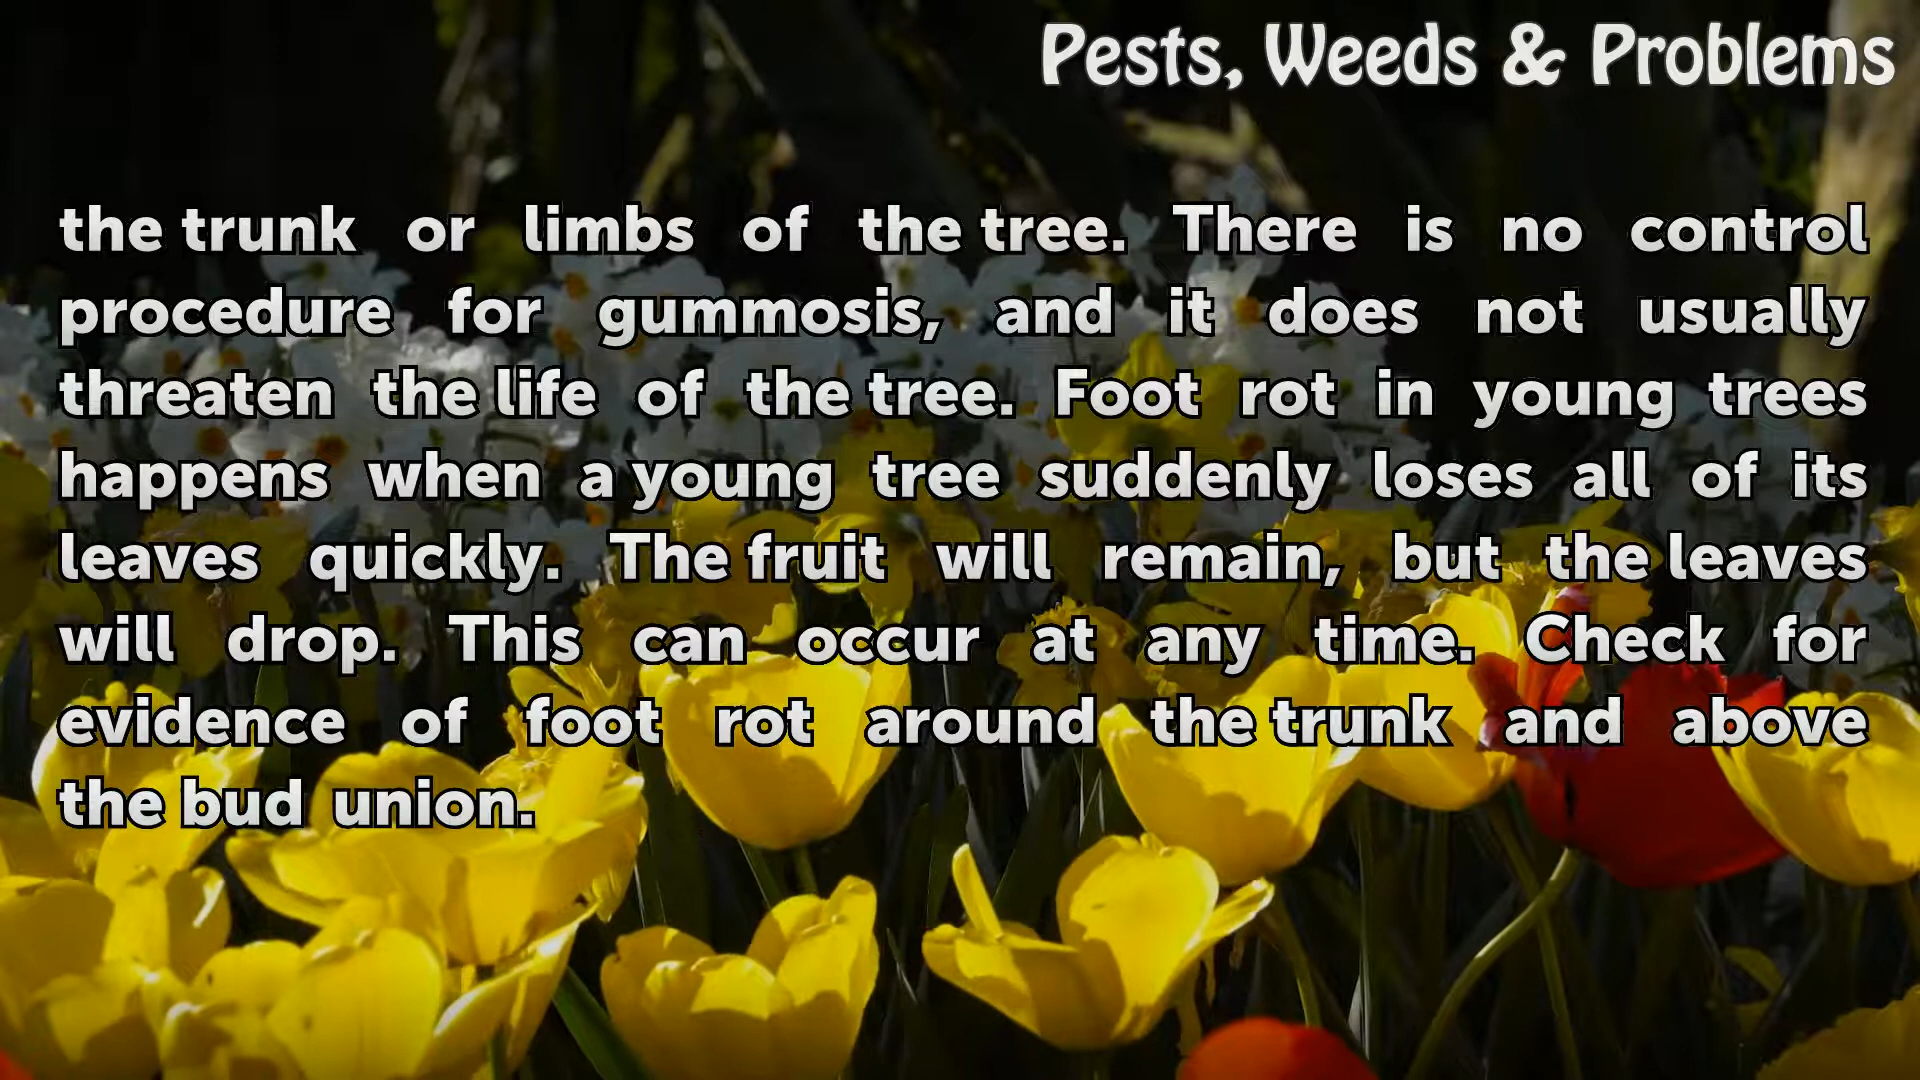 Pests, Weeds & Problems
the trunk or limbs of the tree. There is no control
procedure for gummosis, and it does not usually
threaten the life of the tree. Foot rot in young trees
happens when a young tree suddenly loses all of its
leaves quickly. The fruit will remain, but the leaves
will drop. This can occur at any time. Check for
evidence of foot rot around the trunk and above
the bud union.